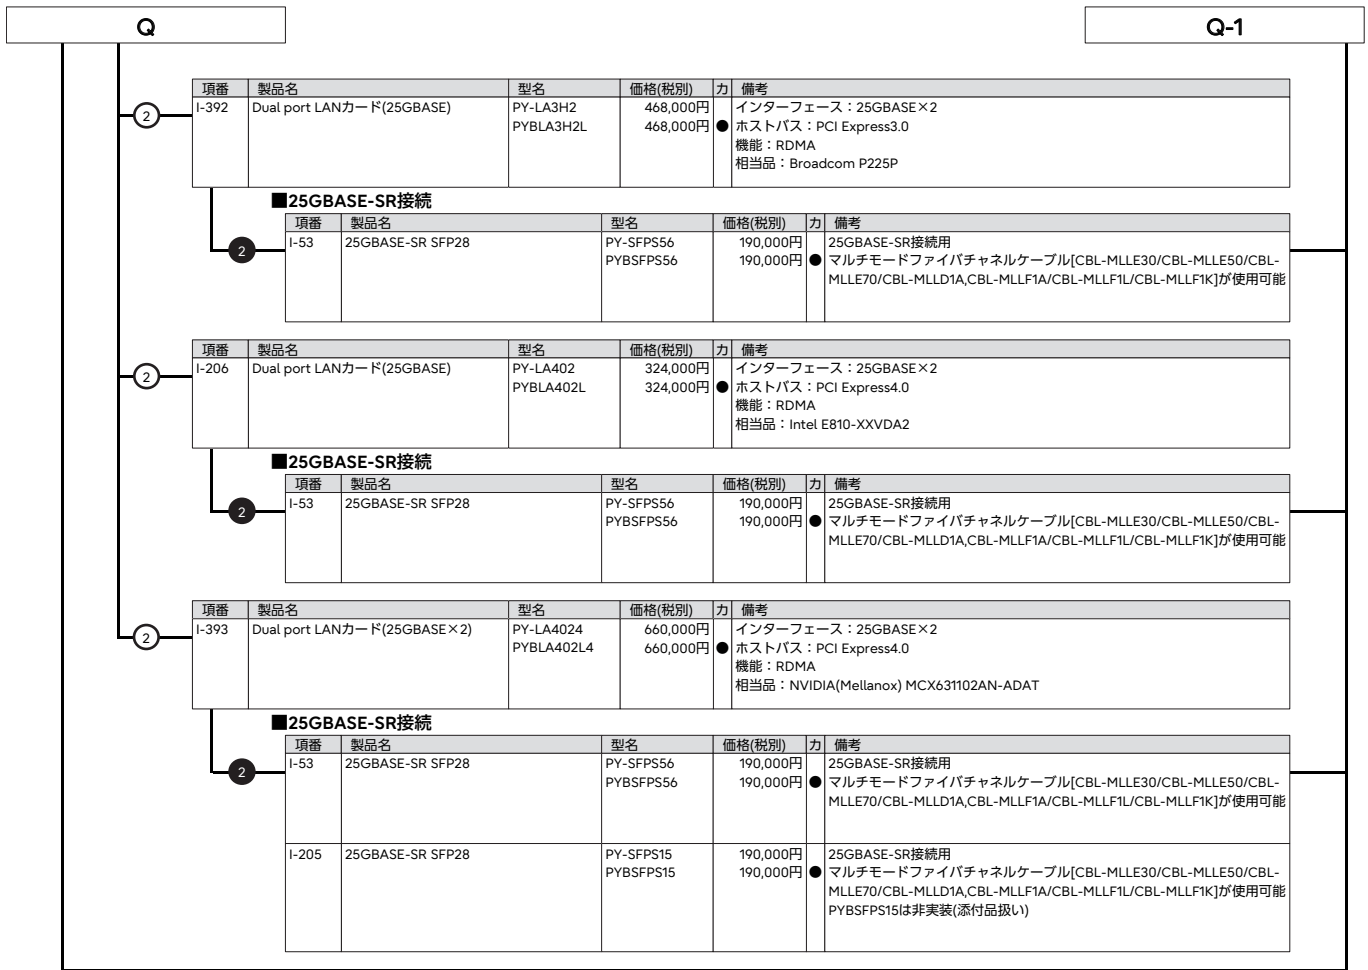 Q
Q-1
項番 製品名 型名 価格(税別) カ 備考
2 I-392 Dual port LANカード(25GBASE) PY-LA3H2 468,000円 インターフェース：25GBASE×2
PYBLA3H2L 468,000円 ● ホストバス：PCI Express3.0
機能：RDMA
相当品：Broadcom P225P
■25GBASE-SR接続
項番 製品名 型名 価格(税別) カ 備考
2 I-53 25GBASE-SR SFP28 PY-SFPS56 190,000円 25GBASE-SR接続用
PYBSFPS56 190,000円 ● マルチモードファイバチャネルケーブル[CBL-MLLE30/CBL-MLLE50/CBL-
MLLE70/CBL-MLLD1A,CBL-MLLF1A/CBL-MLLF1L/CBL-MLLF1K]が使用可能
項番 製品名 型名 価格(税別) カ 備考
2 I-206 Dual port LANカード(25GBASE) PY-LA402 324,000円 インターフェース：25GBASE×2
PYBLA402L 324,000円 ● ホストバス：PCI Express4.0
機能：RDMA
相当品：Intel E810-XXVDA2
■25GBASE-SR接続
項番 製品名 型名 価格(税別) カ 備考
2 I-53 25GBASE-SR SFP28 PY-SFPS56 190,000円 25GBASE-SR接続用
PYBSFPS56 190,000円 ● マルチモードファイバチャネルケーブル[CBL-MLLE30/CBL-MLLE50/CBL-
MLLE70/CBL-MLLD1A,CBL-MLLF1A/CBL-MLLF1L/CBL-MLLF1K]が使用可能
項番 製品名 型名 価格(税別) カ 備考
2 I-393 Dual port LANカード(25GBASE×2) PY-LA4024 660,000円 インターフェース：25GBASE×2
PYBLA402L4 660,000円 ● ホストバス：PCI Express4.0
機能：RDMA
相当品：NVIDIA(Mellanox) MCX631102AN-ADAT
■25GBASE-SR接続
項番 製品名 型名 価格(税別) カ 備考
2 I-53 25GBASE-SR SFP28 PY-SFPS56 190,000円 25GBASE-SR接続用
PYBSFPS56 190,000円 ● マルチモードファイバチャネルケーブル[CBL-MLLE30/CBL-MLLE50/CBL-
MLLE70/CBL-MLLD1A,CBL-MLLF1A/CBL-MLLF1L/CBL-MLLF1K]が使用可能
I-205 25GBASE-SR SFP28 PY-SFPS15 190,000円 25GBASE-SR接続用
PYBSFPS15 190,000円 ● マルチモードファイバチャネルケーブル[CBL-MLLE30/CBL-MLLE50/CBL-
MLLE70/CBL-MLLD1A,CBL-MLLF1A/CBL-MLLF1L/CBL-MLLF1K]が使用可能
PYBSFPS15は非実装(添付品扱い)